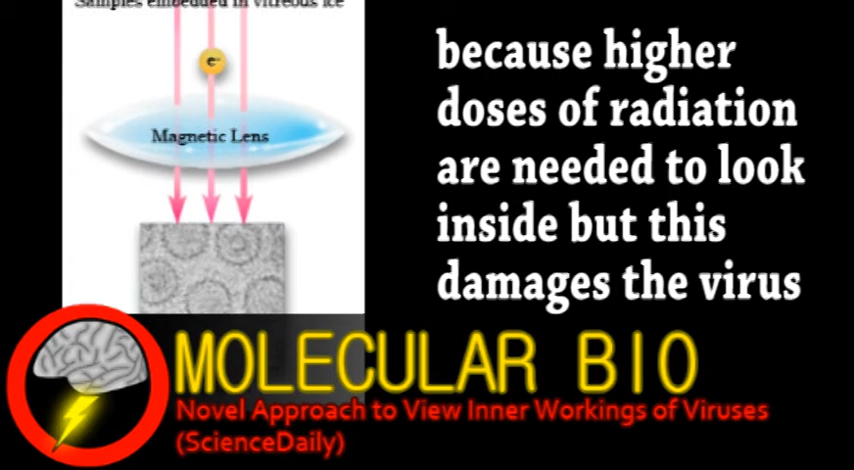 Samples embedded in vitreous ice
e-
Magnetic Lens
because higher
doses of radiation
are needed to look
inside but this
damages the virus
MOLECULAR BIO
Novel Approach to View Inner Workings of Viruses
(ScienceDaily)